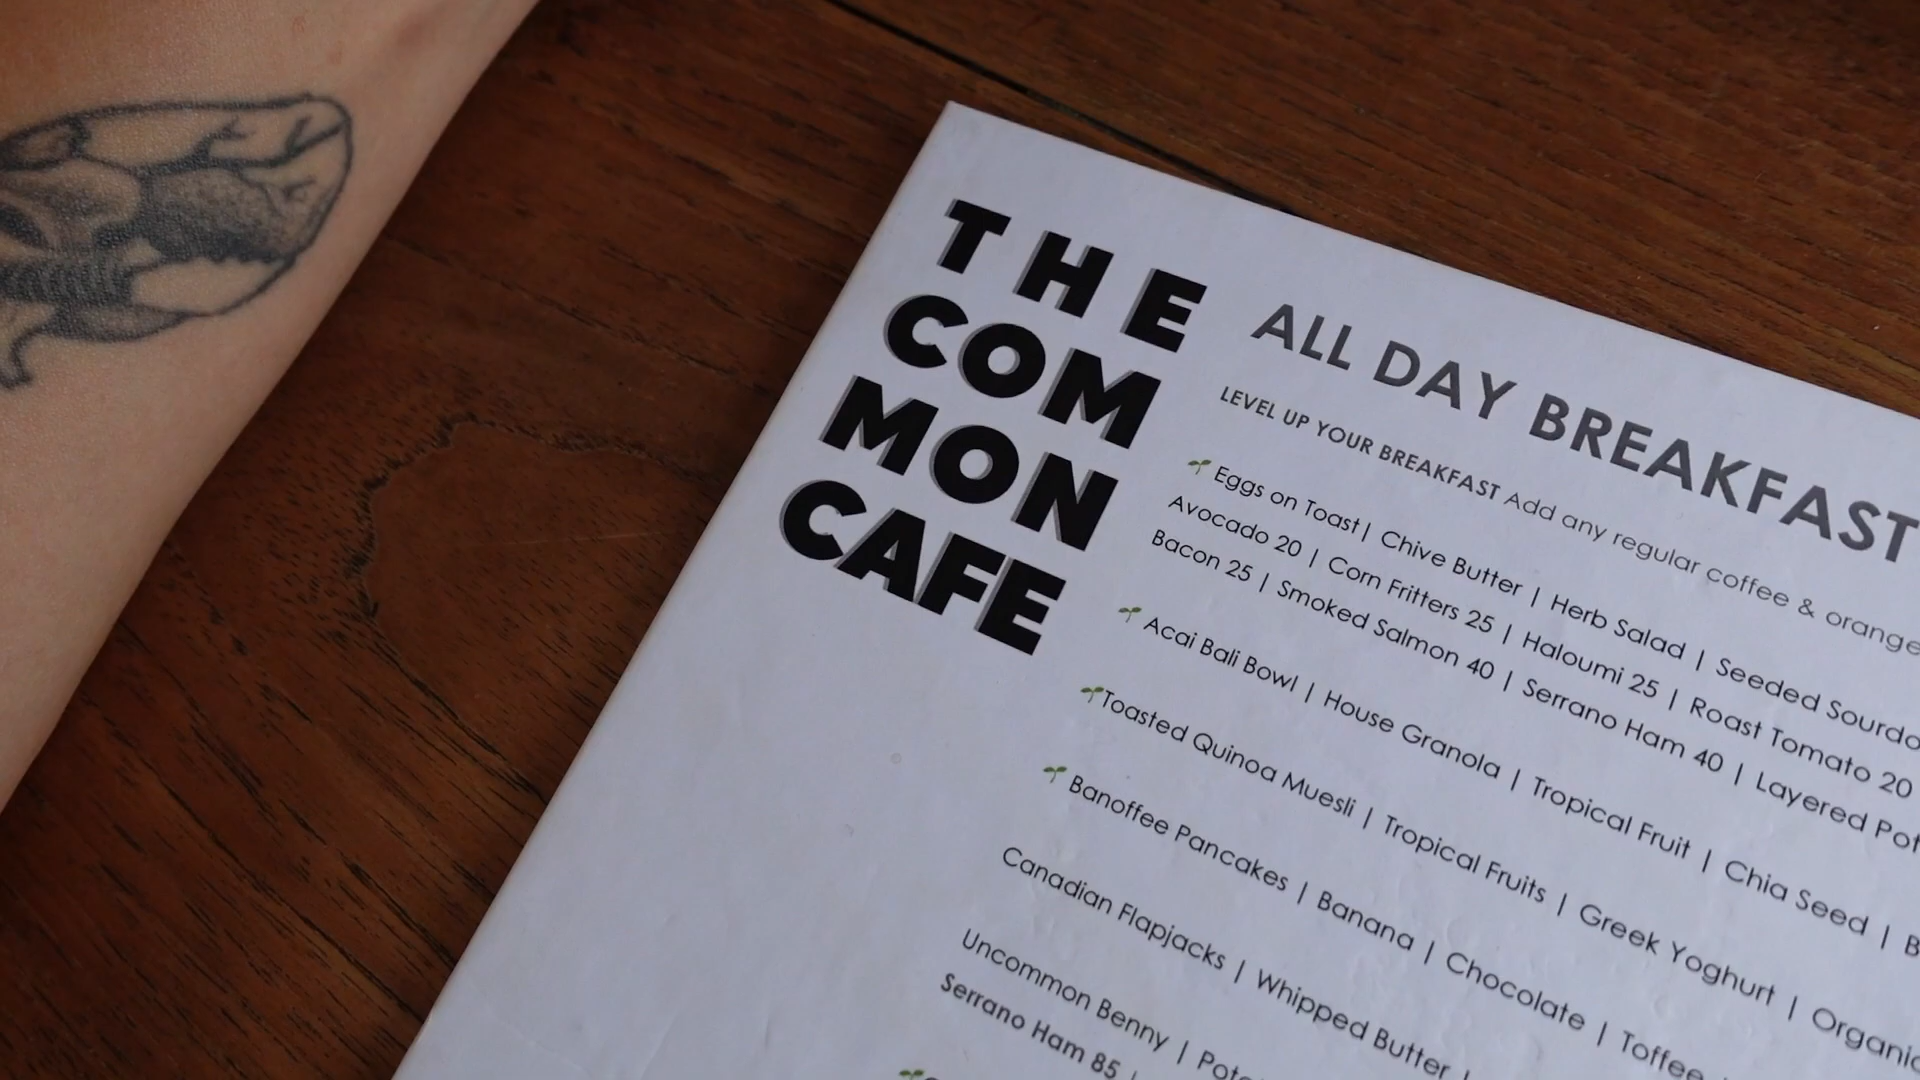 THE
COM
MON
CAFE
ALL DAY BREAKFAST
LEVEL UP YOUR BREAKFAST Add any regular coffee & orange
Eggs on Toast | Chive Butter | Herb Salad | Seeded Sourdo
Avocado 20 | Corn Fritters 25 | Haloumi 25 | Roast Tomato 20
Bacon 25 | Smoked Salmon 40 | Serrano Ham 40 | Layered Pot
Acai Bali Bowl | House Granola | Tropical Fruit | Chia Seed | B
Toasted Quinoa Muesli | Tropical Fruits | Greek Yoghurt | Organic
Banoffee Pancakes | Banana | Chocolate | Toffee
Canadian Flapjacks | Whipped Butter |
Uncommon Benny | Pota
Serrano Ham 85 |